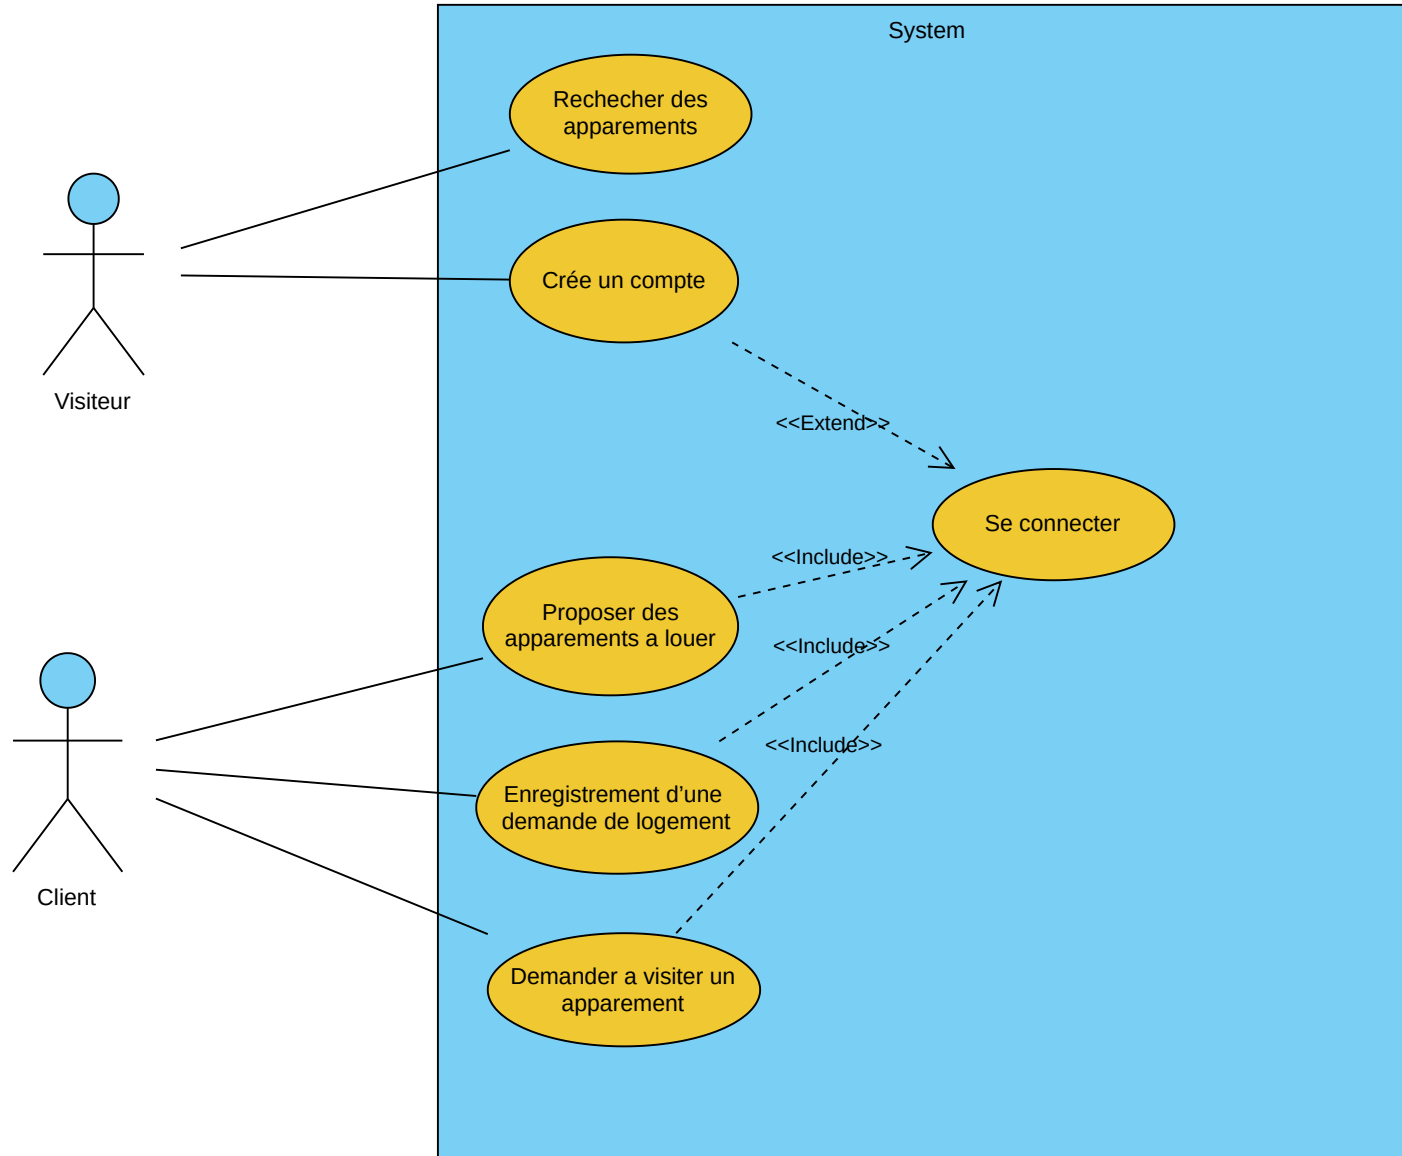 System
Rechecher des
apparements
Crée un compte
Visiteur
<<Extend>>
Se connecter
<<Include>>
Proposer des
apparements a louer
<<Include>>
<<Include>>
Enregistrement d’une
demande de logement
Client
Demander a visiter un
apparement